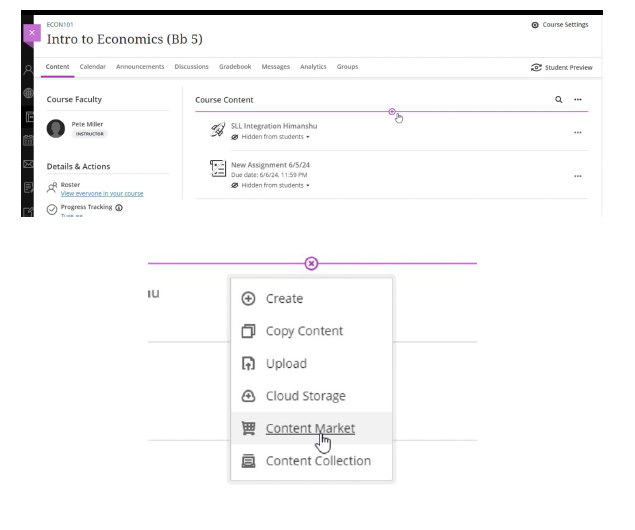 ECON101
Course Settings
Intro to Economics (Bb 5)
Content Calendar Announcements Discussions Gradebook Messages Analytics Groups
Student Preview
Course Faculty
Course Content
Pete Miller
INSTRUCTOR
SLL Integration Himanshu
Hidden from students
Details & Actions
New Assignment 6/5/24
Due date: 6/6/24, 11:59 PM
Hidden from students
Roster
View everyone in your course
Progress Tracking
Turn on
nu
Create
Copy Content
Upload
Cloud Storage
Content Market
Content Collection